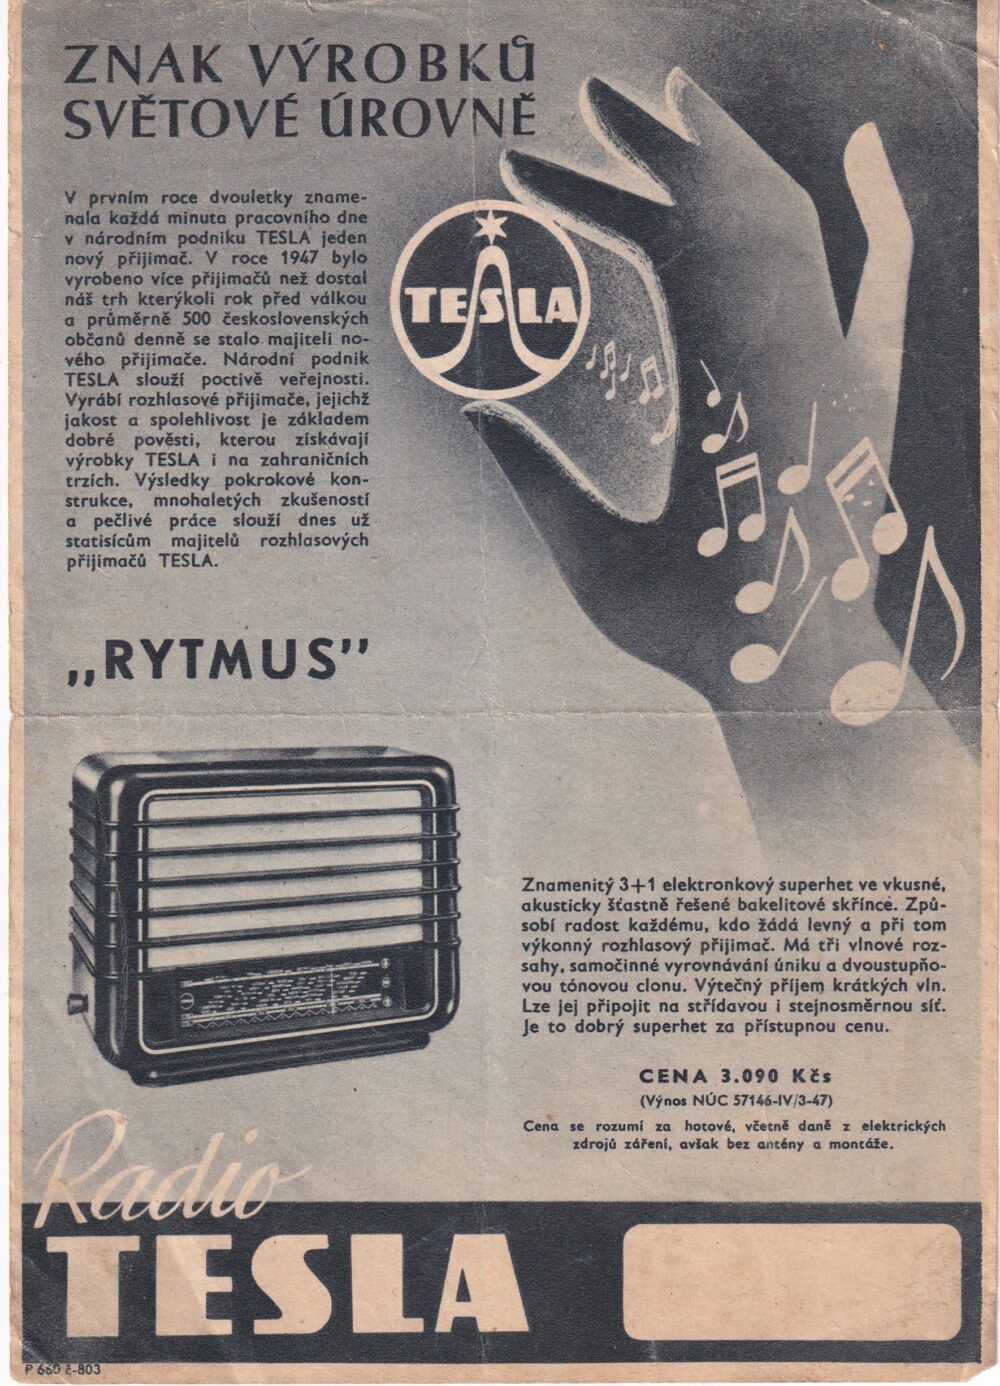 ZNAK VÝROBKŮ
SVĚTOVÉ ÚROVNĚ
V prvním roce dvouletky zname-
nala každá minuta pracovního dne
v národním podniku TESLA jeden
nový přijimač. V roce 1947 bylo
vyrobeno více přijimačů než dostal
náš trh kterýkoli rok před válkou
a průměrně 500 československých
občanů denně se stalo majiteli no-
vého přijimače. Národní podnik
TESLA slouží poctivě veřejnosti.
Vyrábí rozhlasové přijimače, jejichž
jakost a spolehlivost je základem
dobré pověsti, kterou získávají
výrobky TESLA i na zahraničních
trzích. Výsledky pokrokové kon-
strukce, mnohaletých zkušeností
a pečlivé práce slouží dnes už
statisícům majitelů rozhlasových
přijimačů TESLA.
TESLA
„RYTMUS”
Znamenitý 3+1 elektronkový superhet ve vkusné,
akusticky šťastně řešené bakelitové skřínce. Způ-
sobí radost každému, kdo žádá levný a při tom
výkonný rozhlasový přijimač. Má tři vlnové roz-
sahy, samočinné vyrovnávání úniku a dvoustupňo-
vou tónovou clonu. Výtečný příjem krátkých vln.
Lze jej připojit na střídavou i stejnosměrnou síť.
Je to dobrý superhet za přístupnou cenu.
CENA 3.090 Kčs
(Výnos NÚC 57146-IV/3-47)
Cena se rozumí za hotové, včetně daně z elektrických
zdrojů záření, avšak bez antény a montáže.
Radio
TESLA
P 660 č-803